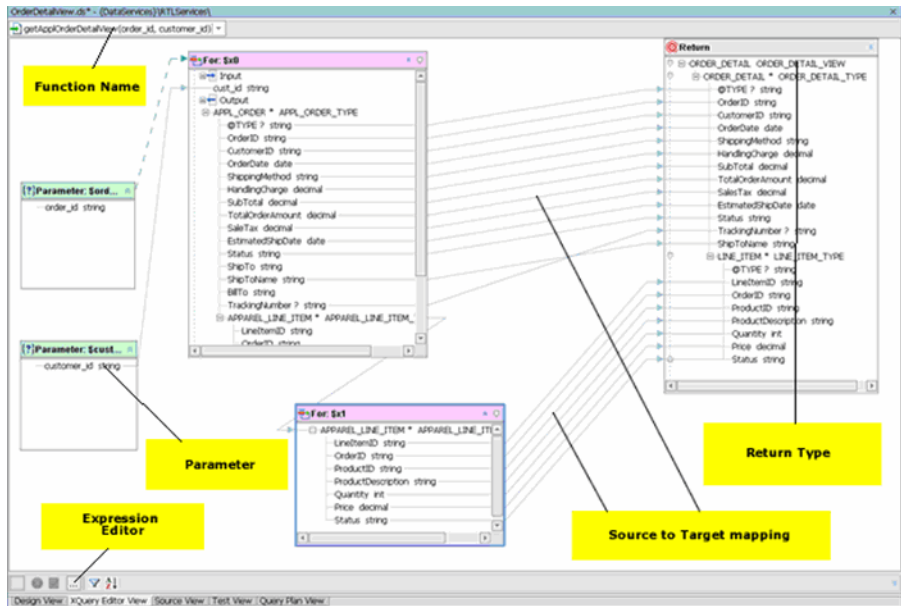 OrderDetailView.ds* - {DataServices}\RTLServices\
getApplOrderDetailView(order_id, customer_id)
Function Name
For: $x0
Input
cust_id string
Output
APPL_ORDER * APPL_ORDER_TYPE
@TYPE ? string
OrderID string
CustomerID string
OrderDate date
ShippingMethod string
HandlingCharge decimal
SubTotal decimal
TotalOrderAmount decimal
SaleTax decimal
EstimatedShipDate date
Status string
ShipTo string
ShipToName string
BillTo string
TrackingNumber ? string
APPAREL_LINE_ITEM * APPAREL_LINE_ITEM_
LineItemID string
OrderID string
Return
ORDER_DETAIL ORDER_DETAIL_VIEW
ORDER_DETAIL * ORDER_DETAIL_TYPE
@TYPE ? string
OrderID string
CustomerID string
OrderDate date
ShippingMethod string
HandlingCharge decimal
SubTotal decimal
TotalOrderAmount decimal
SalesTax decimal
EstimatedShipDate date
Status string
TrackingNumber ? string
ShipToName string
LINE_ITEM * LINE_ITEM_TYPE
@TYPE ? string
LineItemID string
OrderID string
ProductID string
ProductDescription string
Quantity int
Price decimal
Status string
{?}Parameter: $ord...
order_id string
{?}Parameter: $cust...
customer_id string
Parameter
For: $x1
APPAREL_LINE_ITEM * APPAREL_LINE_ITE
LineItemID string
OrderID string
ProductID string
ProductDescription string
Quantity int
Price decimal
Status string
Return Type
Source to Target mapping
Expression
Editor
Design View XQuery Editor View Source View Test View Query Plan View